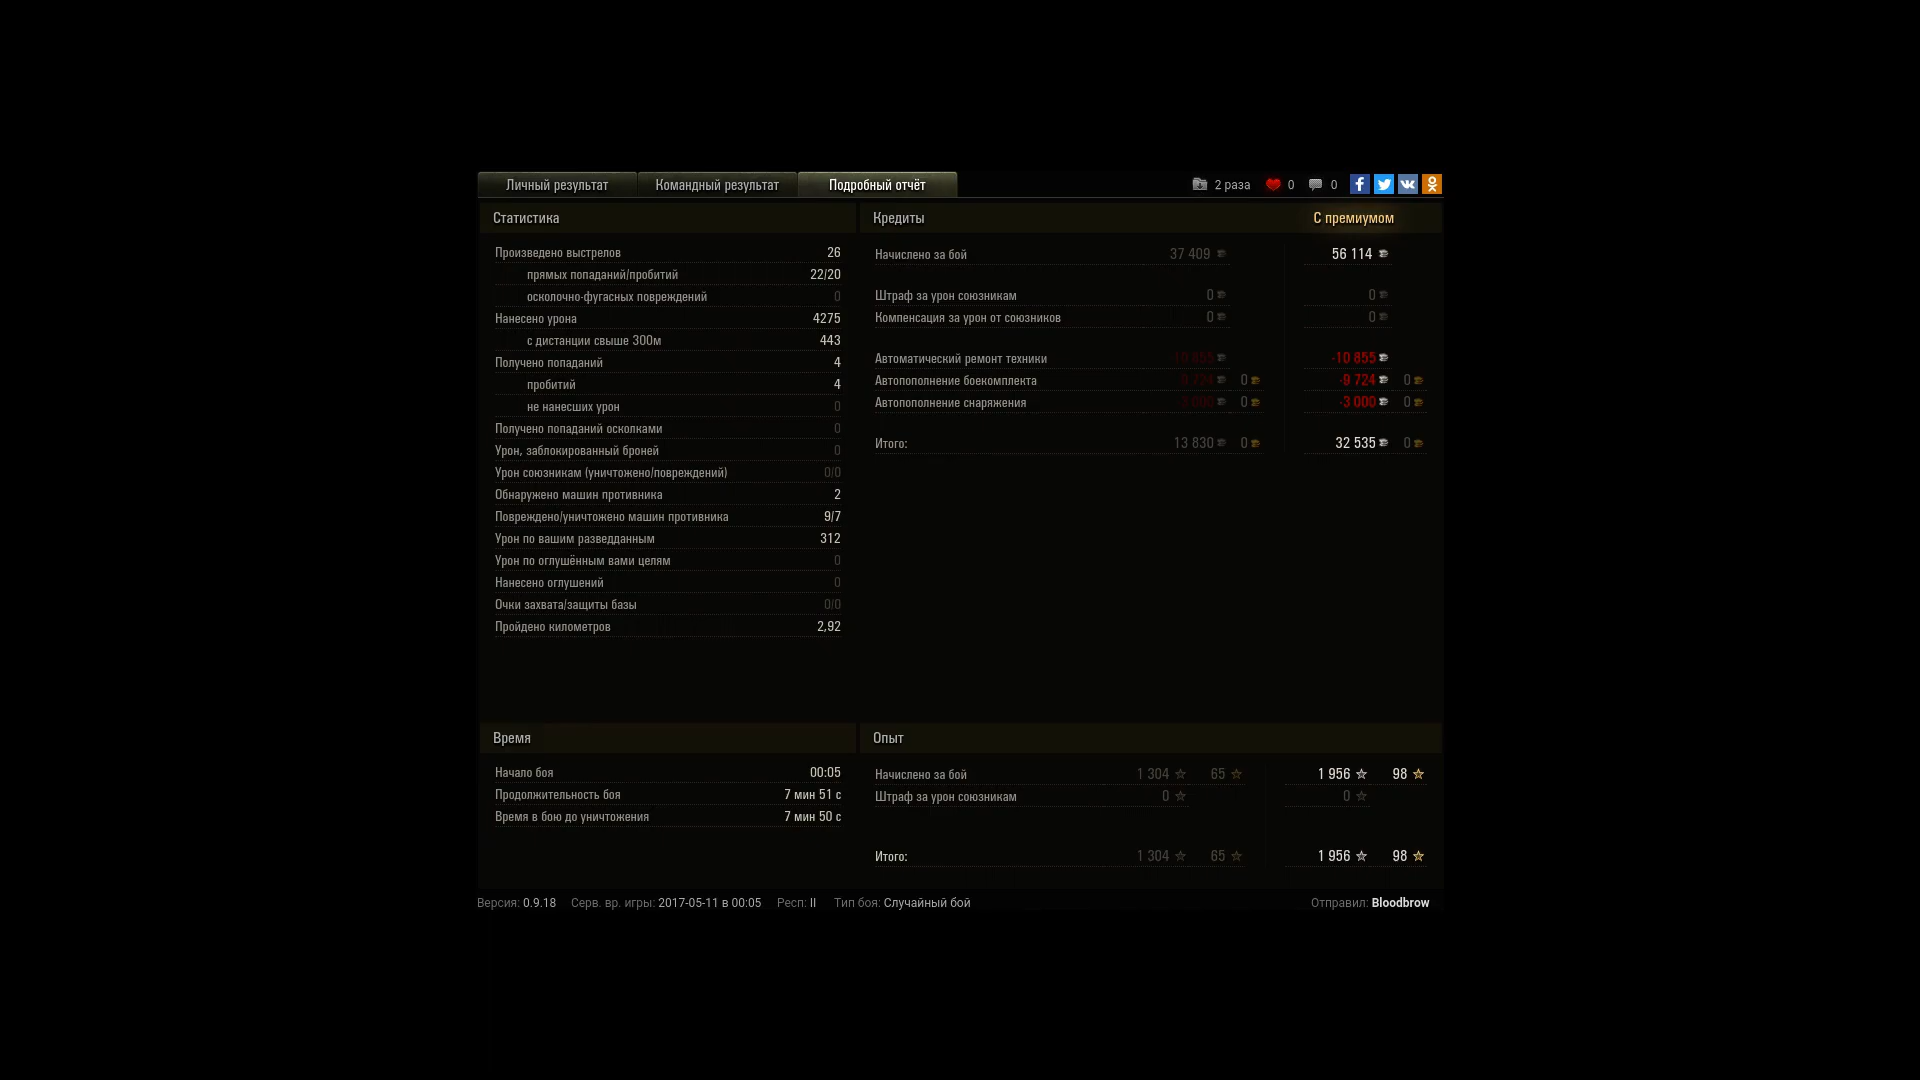 Личный результат Командный результат Подробный отчёт 2 раза 0 0
Статистика
Произведено выстрелов 26
прямых попаданий/пробитий 22/20
осколочно-фугасных повреждений 0
Нанесено урона 4275
с дистанции свыше 300м 443
Получено попаданий 4
пробитий 4
не нанесших урон 0
Получено попаданий осколками 0
Урон, заблокированный броней 0
Урон союзникам (уничтожено/повреждений) 0/0
Обнаружено машин противника 2
Повреждено/уничтожено машин противника 9/7
Урон по вашим разведданным 312
Урон по оглушённым вами целям 0
Нанесено оглушений 0
Очки захвата/защиты базы 0/0
Пройдено километров 2,92
Кредиты С премиумом
Начислено за бой 37 409 56 114
Штраф за урон союзникам 0 0
Компенсация за урон от союзников 0 0
Автоматический ремонт техники -10 855 -10 855
Автопополнение боекомплекта -9 724 0 -9 724 0
Автопополнение снаряжения -3 000 0 -3 000 0
Итого: 13 830 0 32 535 0
Время
Начало боя 00:05
Продолжительность боя 7 мин 51 с
Время в бою до уничтожения 7 мин 50 с
Опыт
Начислено за бой 1 304 65 1 956 98
Штраф за урон союзникам 0 0
Итого: 1 304 65 1 956 98
Версия: 0.9.18 Серв. вр. игры: 2017-05-11 в 00:05 Респ: II Тип боя: Случайный бой Отправил: Bloodbrow